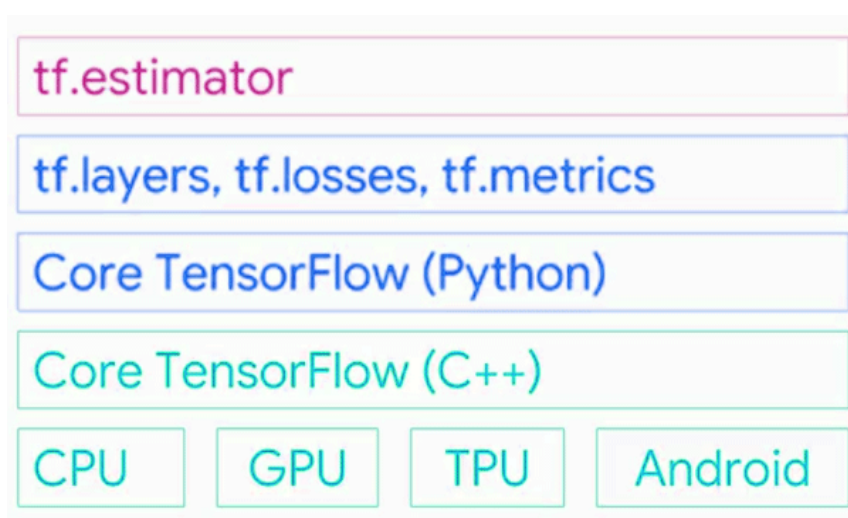 tf.estimator
tf.layers, tf.losses, tf.metrics
Core TensorFlow (Python)
Core TensorFlow (C++)
CPU GPU TPU Android